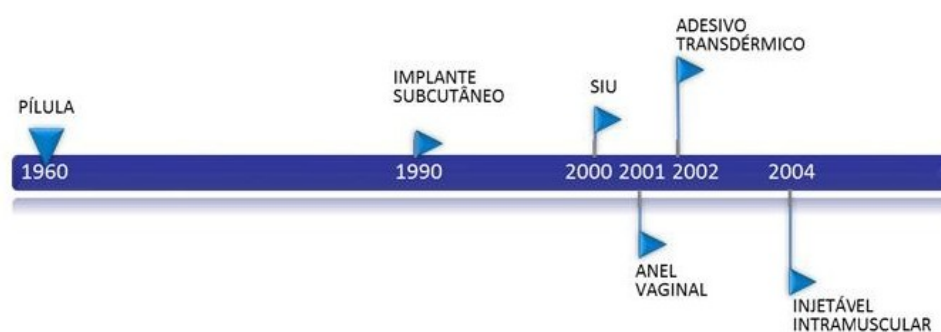 ADESIVO
TRANSDÉRMICO
IMPLANTE
SUBCUTÂNEO
SIU
PÍLULA
1960
1990
2000
2001
2002
2004
ANEL
VAGINAL
INJETÁVEL
INTRAMUSCULAR